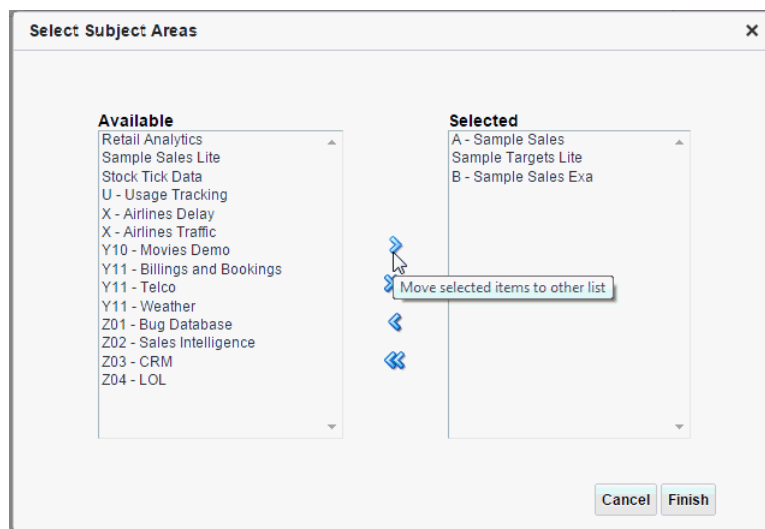 Select Subject Areas
Available
Retail Analytics
Sample Sales Lite
Stock Tick Data
U - Usage Tracking
X - Airlines Delay
X - Airlines Traffic
Y10 - Movies Demo
Y11 - Billings and Bookings
Y11 - Telco
Y11 - Weather
Z01 - Bug Database
Z02 - Sales Intelligence
Z03 - CRM
Z04 - LOL
Selected
A - Sample Sales
Sample Targets Lite
B - Sample Sales Exa
Move selected items to other list
Cancel Finish